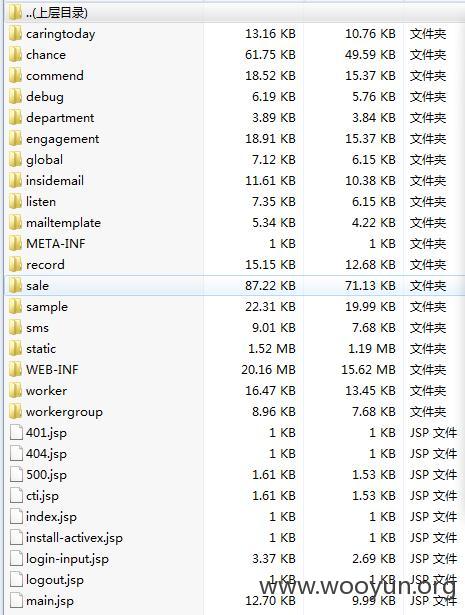 ..(上层目录)
caringtoday 13.16 KB 10.76 KB 文件夹
chance 61.75 KB 49.59 KB 文件夹
commend 18.52 KB 15.37 KB 文件夹
debug 6.19 KB 5.76 KB 文件夹
department 3.89 KB 3.84 KB 文件夹
engagement 18.91 KB 15.37 KB 文件夹
global 7.12 KB 6.15 KB 文件夹
insidemail 11.61 KB 10.38 KB 文件夹
listen 7.35 KB 6.15 KB 文件夹
mailtemplate 5.34 KB 4.22 KB 文件夹
META-INF 1 KB 1 KB 文件夹
record 15.15 KB 12.68 KB 文件夹
sale 87.22 KB 71.13 KB 文件夹
sample 22.31 KB 19.99 KB 文件夹
sms 9.01 KB 7.68 KB 文件夹
static 1.52 MB 1.19 MB 文件夹
WEB-INF 20.16 MB 15.62 MB 文件夹
worker 16.47 KB 13.45 KB 文件夹
workergroup 8.96 KB 7.68 KB 文件夹
401.jsp 1 KB 1 KB JSP 文件
404.jsp 1 KB 1 KB JSP 文件
500.jsp 1.61 KB 1.53 KB JSP 文件
cti.jsp 1.61 KB 1.53 KB JSP 文件
index.jsp 1 KB 1 KB JSP 文件
install-activex.jsp 1 KB 1 KB JSP 文件
login-input.jsp 3.37 KB 2.69 KB JSP 文件
logout.jsp 1 KB 1 KB JSP 文件
www.wooyun.org
main.jsp 12.70 KB 9.99 KB JSP 文件